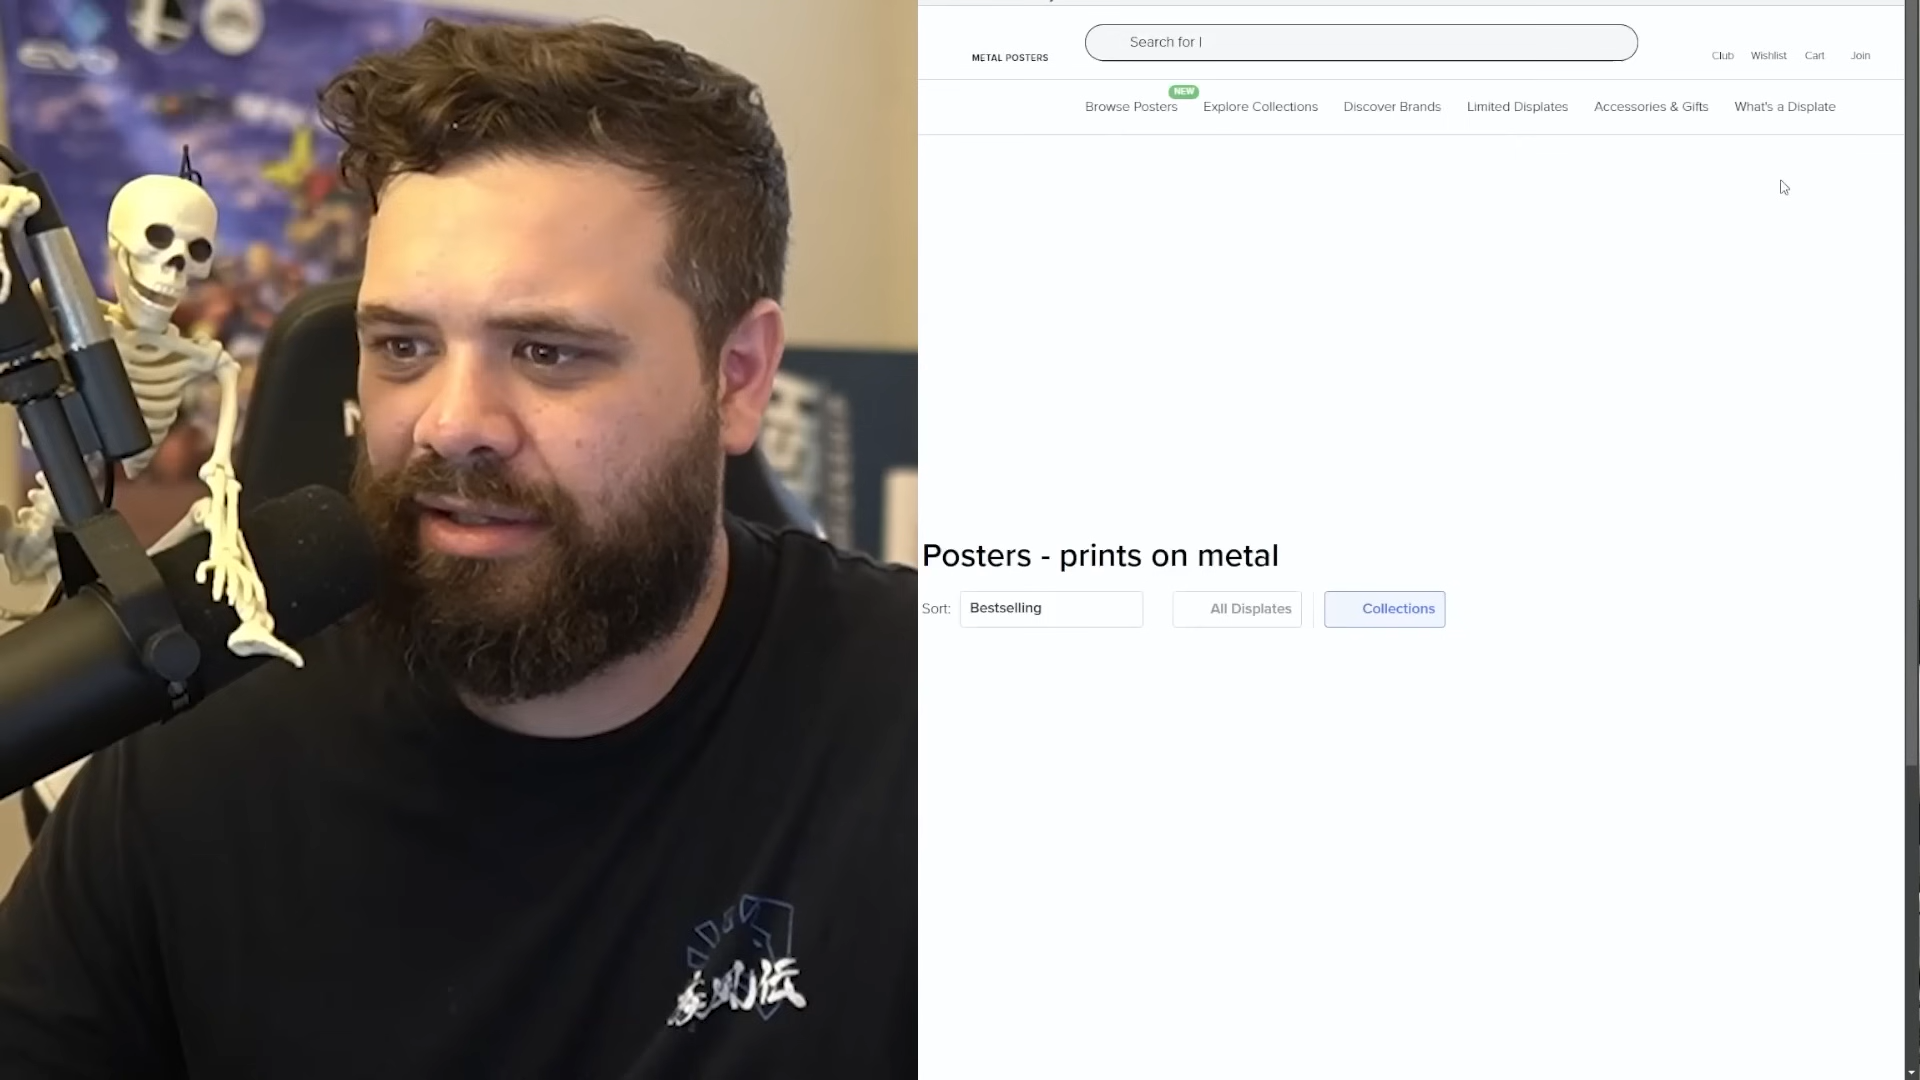 evo
METAL POSTERS
Search for l
Club
Wishlist
Cart
Join
NEW
Browse Posters
Explore Collections
Discover Brands
Limited Displates
Accessories & Gifts
What's a Displate
Posters - prints on metal
Sort:
Bestselling
All Displates
Collections